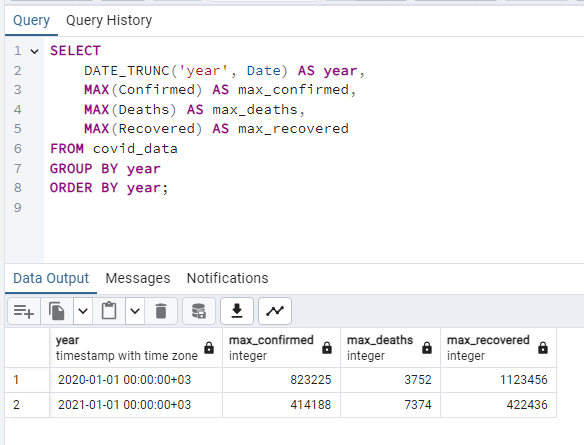 Query Query History
1 SELECT
2 DATE_TRUNC('year', Date) AS year,
3 MAX(Confirmed) AS max_confirmed,
4 MAX(Deaths) AS max_deaths,
5 MAX(Recovered) AS max_recovered
6 FROM covid_data
7 GROUP BY year
8 ORDER BY year;
9
Data Output Messages Notifications
year max_confirmed max_deaths max_recovered
timestamp with time zone integer integer integer
1 2020-01-01 00:00:00+03 823225 3752 1123456
2 2021-01-01 00:00:00+03 414188 7374 422436